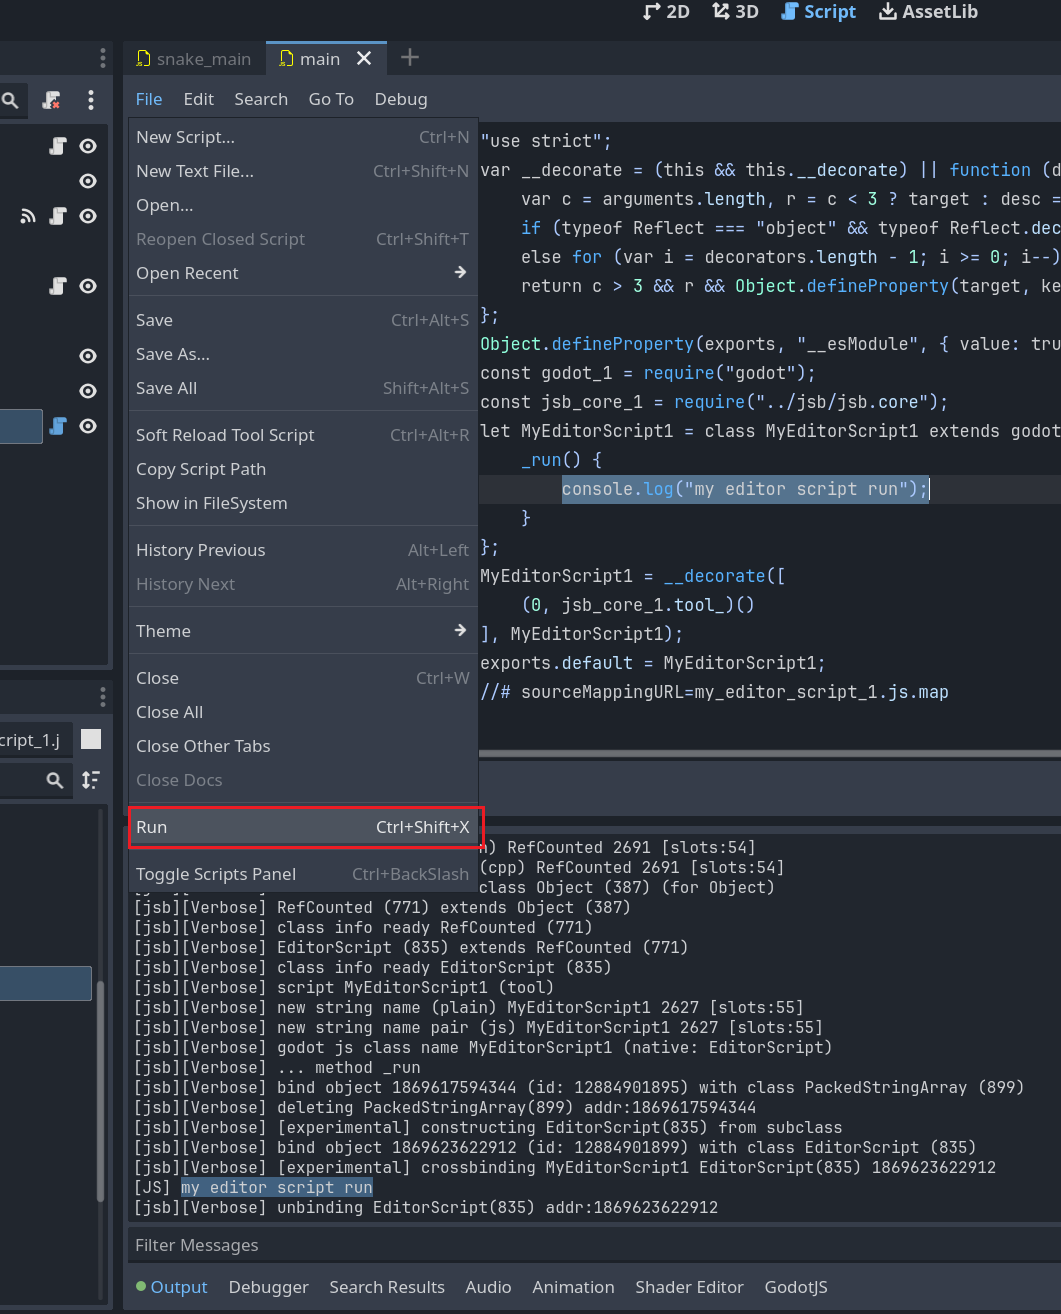 2D 3D Script AssetLib
snake_main main
File Edit Search Go To Debug
New Script... Ctrl+N
New Text File... Ctrl+Shift+N
Open...
Reopen Closed Script Ctrl+Shift+T
Open Recent
Save Ctrl+Alt+S
Save As...
Save All Shift+Alt+S
Soft Reload Tool Script Ctrl+Alt+R
Copy Script Path
Show in FileSystem
History Previous Alt+Left
History Next Alt+Right
Theme
Close Ctrl+W
Close All
Close Other Tabs
Close Docs
Run Ctrl+Shift+X
Toggle Scripts Panel Ctrl+BackSlash
"use strict";
var __decorate = (this && this.__decorate) || function (d
var c = arguments.length, r = c < 3 ? target : desc =
if (typeof Reflect === "object" && typeof Reflect.dec
else for (var i = decorators.length - 1; i >= 0; i--)
return c > 3 && r && Object.defineProperty(target, ke
};
Object.defineProperty(exports, "__esModule", { value: tru
const godot_1 = require("godot");
const jsb_core_1 = require("../jsb/jsb.core");
let MyEditorScript1 = class MyEditorScript1 extends godot
_run() {
console.log("my editor script run");
}
};
MyEditorScript1 = __decorate([
(0, jsb_core_1.tool_)()
], MyEditorScript1);
exports.default = MyEditorScript1;
//# sourceMappingURL=my_editor_script_1.js.map
cript_1.j
) RefCounted 2691 [slots:54]
(cpp) RefCounted 2691 [slots:54]
class Object (387) (for Object)
[jsb][Verbose] RefCounted (771) extends Object (387)
[jsb][Verbose] class info ready RefCounted (771)
[jsb][Verbose] EditorScript (835) extends RefCounted (771)
[jsb][Verbose] class info ready EditorScript (835)
[jsb][Verbose] script MyEditorScript1 (tool)
[jsb][Verbose] new string name (plain) MyEditorScript1 2627 [slots:55]
[jsb][Verbose] new string name pair (js) MyEditorScript1 2627 [slots:55]
[jsb][Verbose] godot js class name MyEditorScript1 (native: EditorScript)
[jsb][Verbose] ... method _run
[jsb][Verbose] bind object 1869617594344 (id: 12884901895) with class PackedStringArray (899)
[jsb][Verbose] deleting PackedStringArray(899) addr:1869617594344
[jsb][Verbose] [experimental] constructing EditorScript(835) from subclass
[jsb][Verbose] bind object 1869623622912 (id: 12884901899) with class EditorScript (835)
[jsb][Verbose] [experimental] crossbinding MyEditorScript1 EditorScript(835) 1869623622912
[JS] my editor script run
[jsb][Verbose] unbinding EditorScript(835) addr:1869623622912
Filter Messages
Output Debugger Search Results Audio Animation Shader Editor GodotJS